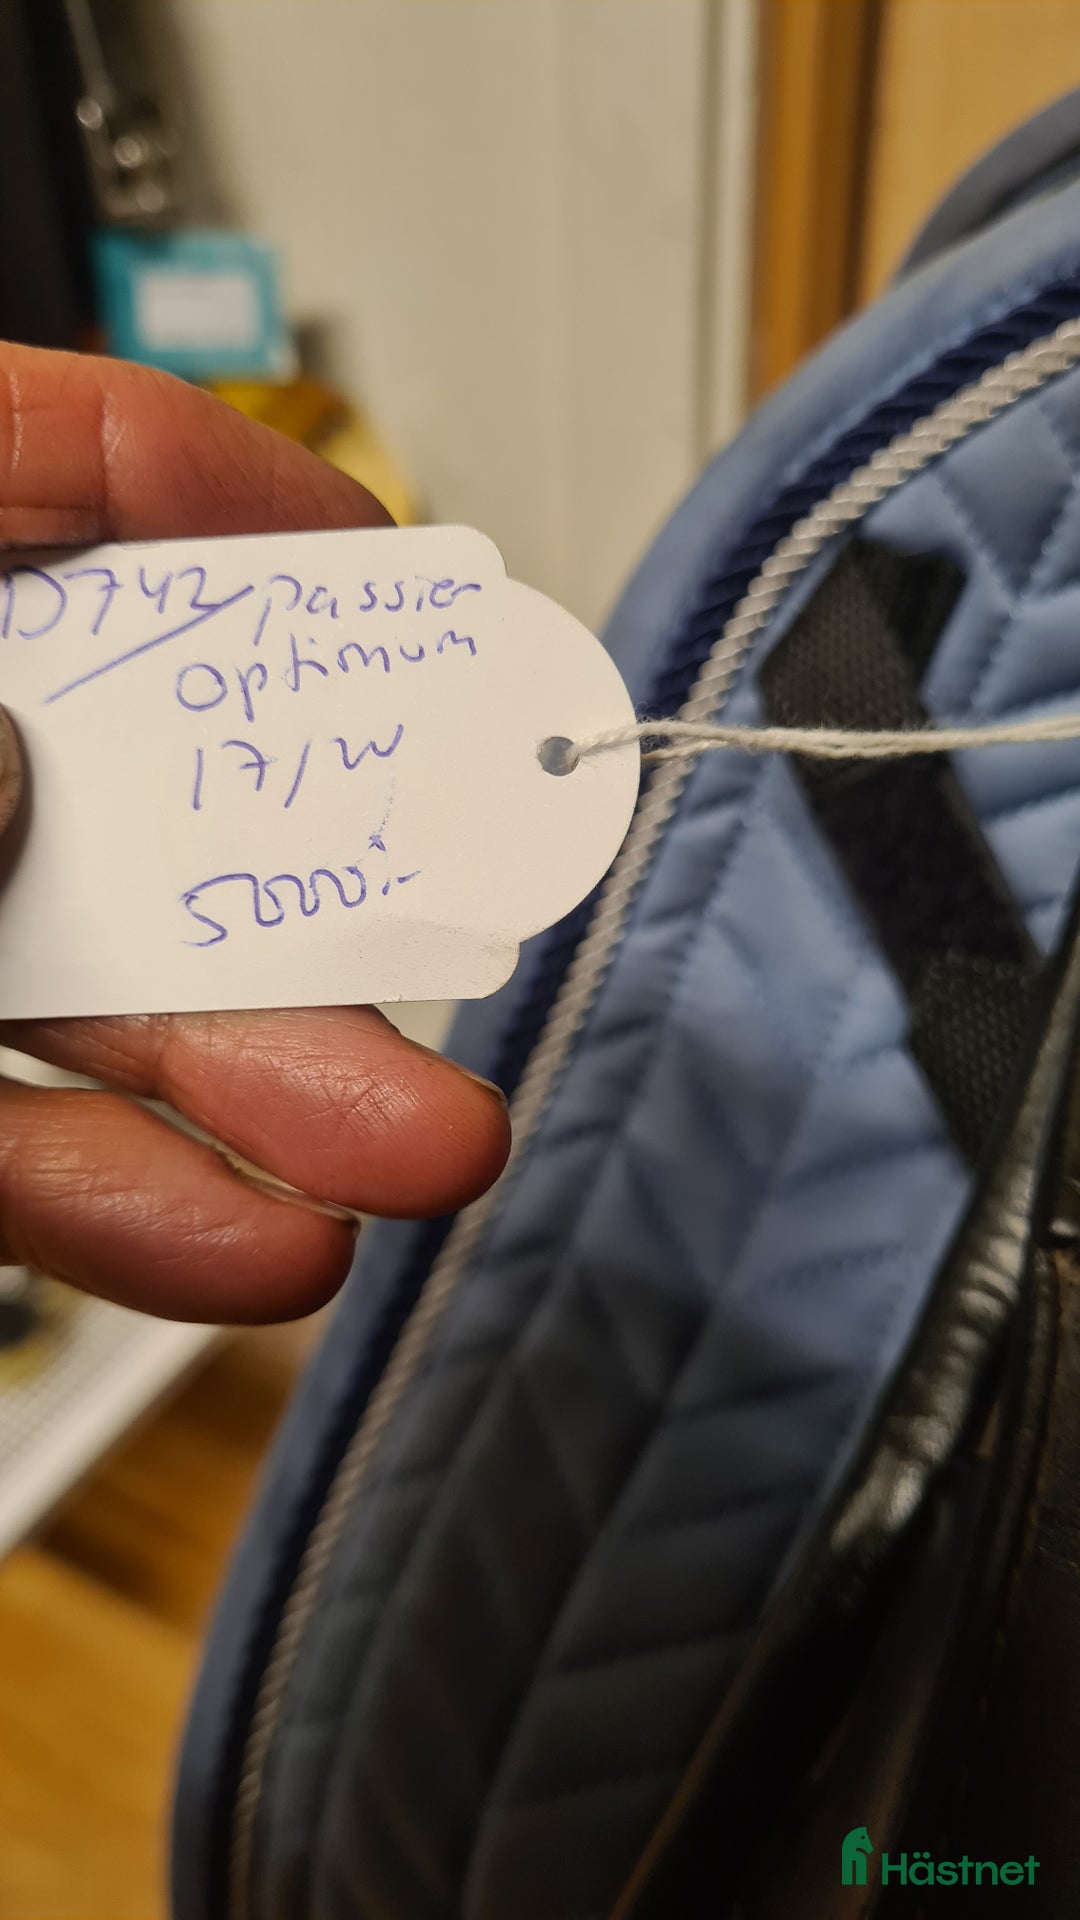 D742 passier
Optimum
17/W
5000:-
Hästnet